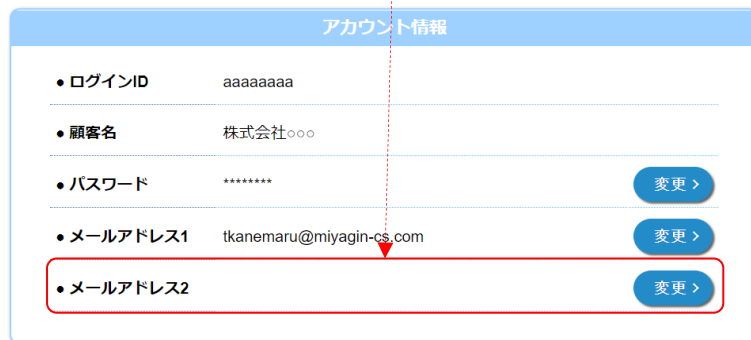 アカウント情報
● ログインID aaaaaaaa
● 顧客名 株式会社○○○
● パスワード ******** 変更 >
● メールアドレス1 tkanemaru@miyagin-cs.com 変更 >
● メールアドレス2 変更 >